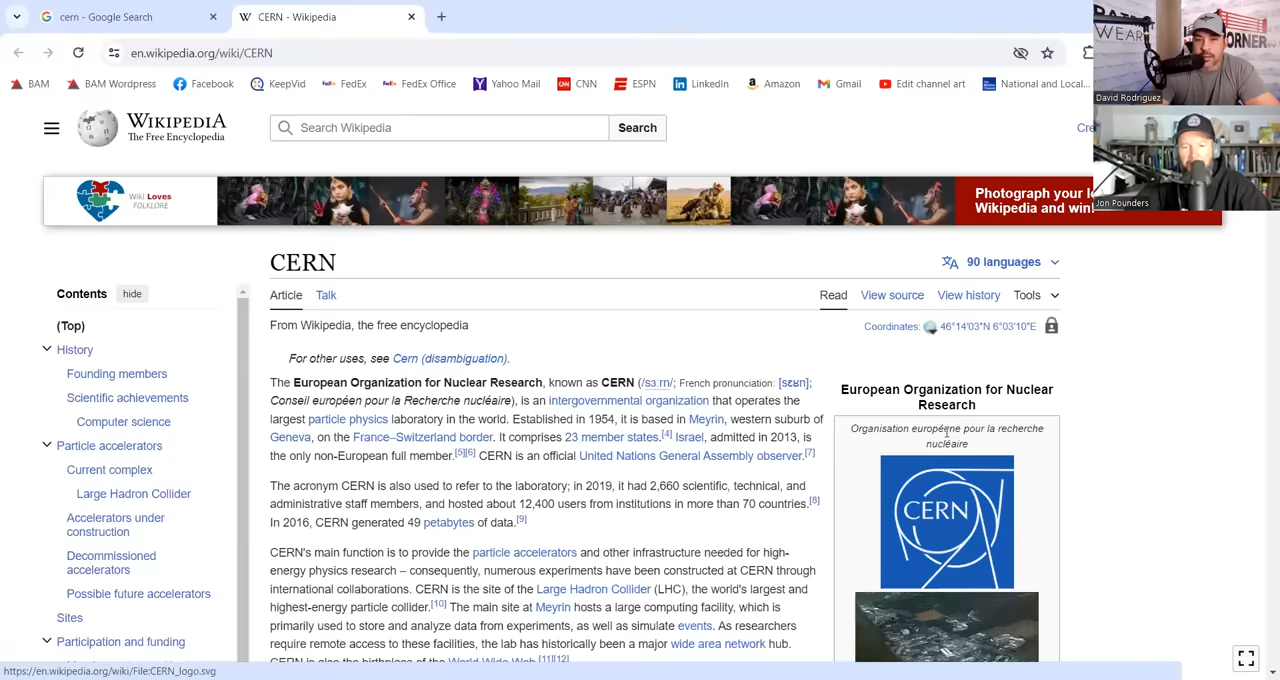 cern - Google Search
CERN - Wikipedia
en.wikipedia.org/wiki/CERN
BAM
BAM Wordpress
Facebook
KeepVid
FedEx
FedEx Office
Yahoo Mail
CNN
ESPN
LinkedIn
Amazon
Gmail
Edit channel art
National and Local...
WEAR
CORNER
David Rodriguez
Jon Pounders
WIKIPEDIA
The Free Encyclopedia
Search Wikipedia
Search
Cre
Wiki Loves
FOLKLORE
Photograph your l
Wikipedia and win!
CERN
90 languages
Article
Talk
Read
View source
View history
Tools
From Wikipedia, the free encyclopedia
Coordinates: 46°14′03″N 6°03′10″E
Contents
hide
(Top)
History
Founding members
Scientific achievements
Computer science
Particle accelerators
Current complex
Large Hadron Collider
Accelerators under
construction
Decommissioned
accelerators
Possible future accelerators
Sites
Participation and funding
For other uses, see Cern (disambiguation).
The European Organization for Nuclear Research, known as CERN (/sɜːrn/; French pronunciation: [sɛʁn];
Conseil européen pour la Recherche nucléaire), is an intergovernmental organization that operates the
largest particle physics laboratory in the world. Established in 1954, it is based in Meyrin, western suburb of
Geneva, on the France–Switzerland border. It comprises 23 member states.[4] Israel, admitted in 2013, is
the only non-European full member.[5][6] CERN is an official United Nations General Assembly observer.[7]
The acronym CERN is also used to refer to the laboratory; in 2019, it had 2,660 scientific, technical, and
administrative staff members, and hosted about 12,400 users from institutions in more than 70 countries.[8]
In 2016, CERN generated 49 petabytes of data.[9]
CERN's main function is to provide the particle accelerators and other infrastructure needed for high-
energy physics research – consequently, numerous experiments have been constructed at CERN through
international collaborations. CERN is the site of the Large Hadron Collider (LHC), the world's largest and
highest-energy particle collider.[10] The main site at Meyrin hosts a large computing facility, which is
primarily used to store and analyze data from experiments, as well as simulate events. As researchers
require remote access to these facilities, the lab has historically been a major wide area network hub.
CERN is also the birthplace of the World Wide Web.[11][12]
European Organization for Nuclear
Research
Organisation européenne pour la recherche
nucléaire
CERN
https://en.wikipedia.org/wiki/File:CERN_logo.svg